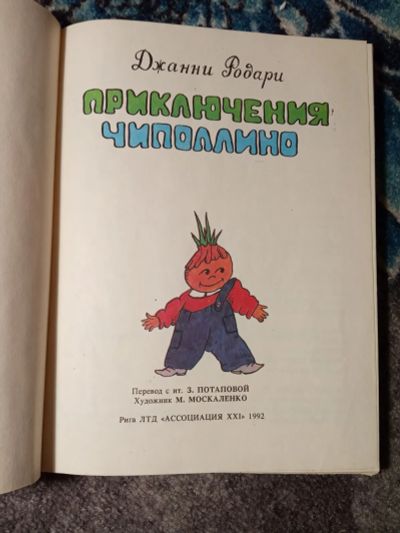 Джанни Родари
ПРИКЛЮЧЕНИЯ
ЧИПОЛЛИНО
Перевод с ит. З. ПОТАПОВОЙ
Художник М. МОСКАЛЕНКО
Рига ЛТД «АССОЦИАЦИЯ XXI» 1992